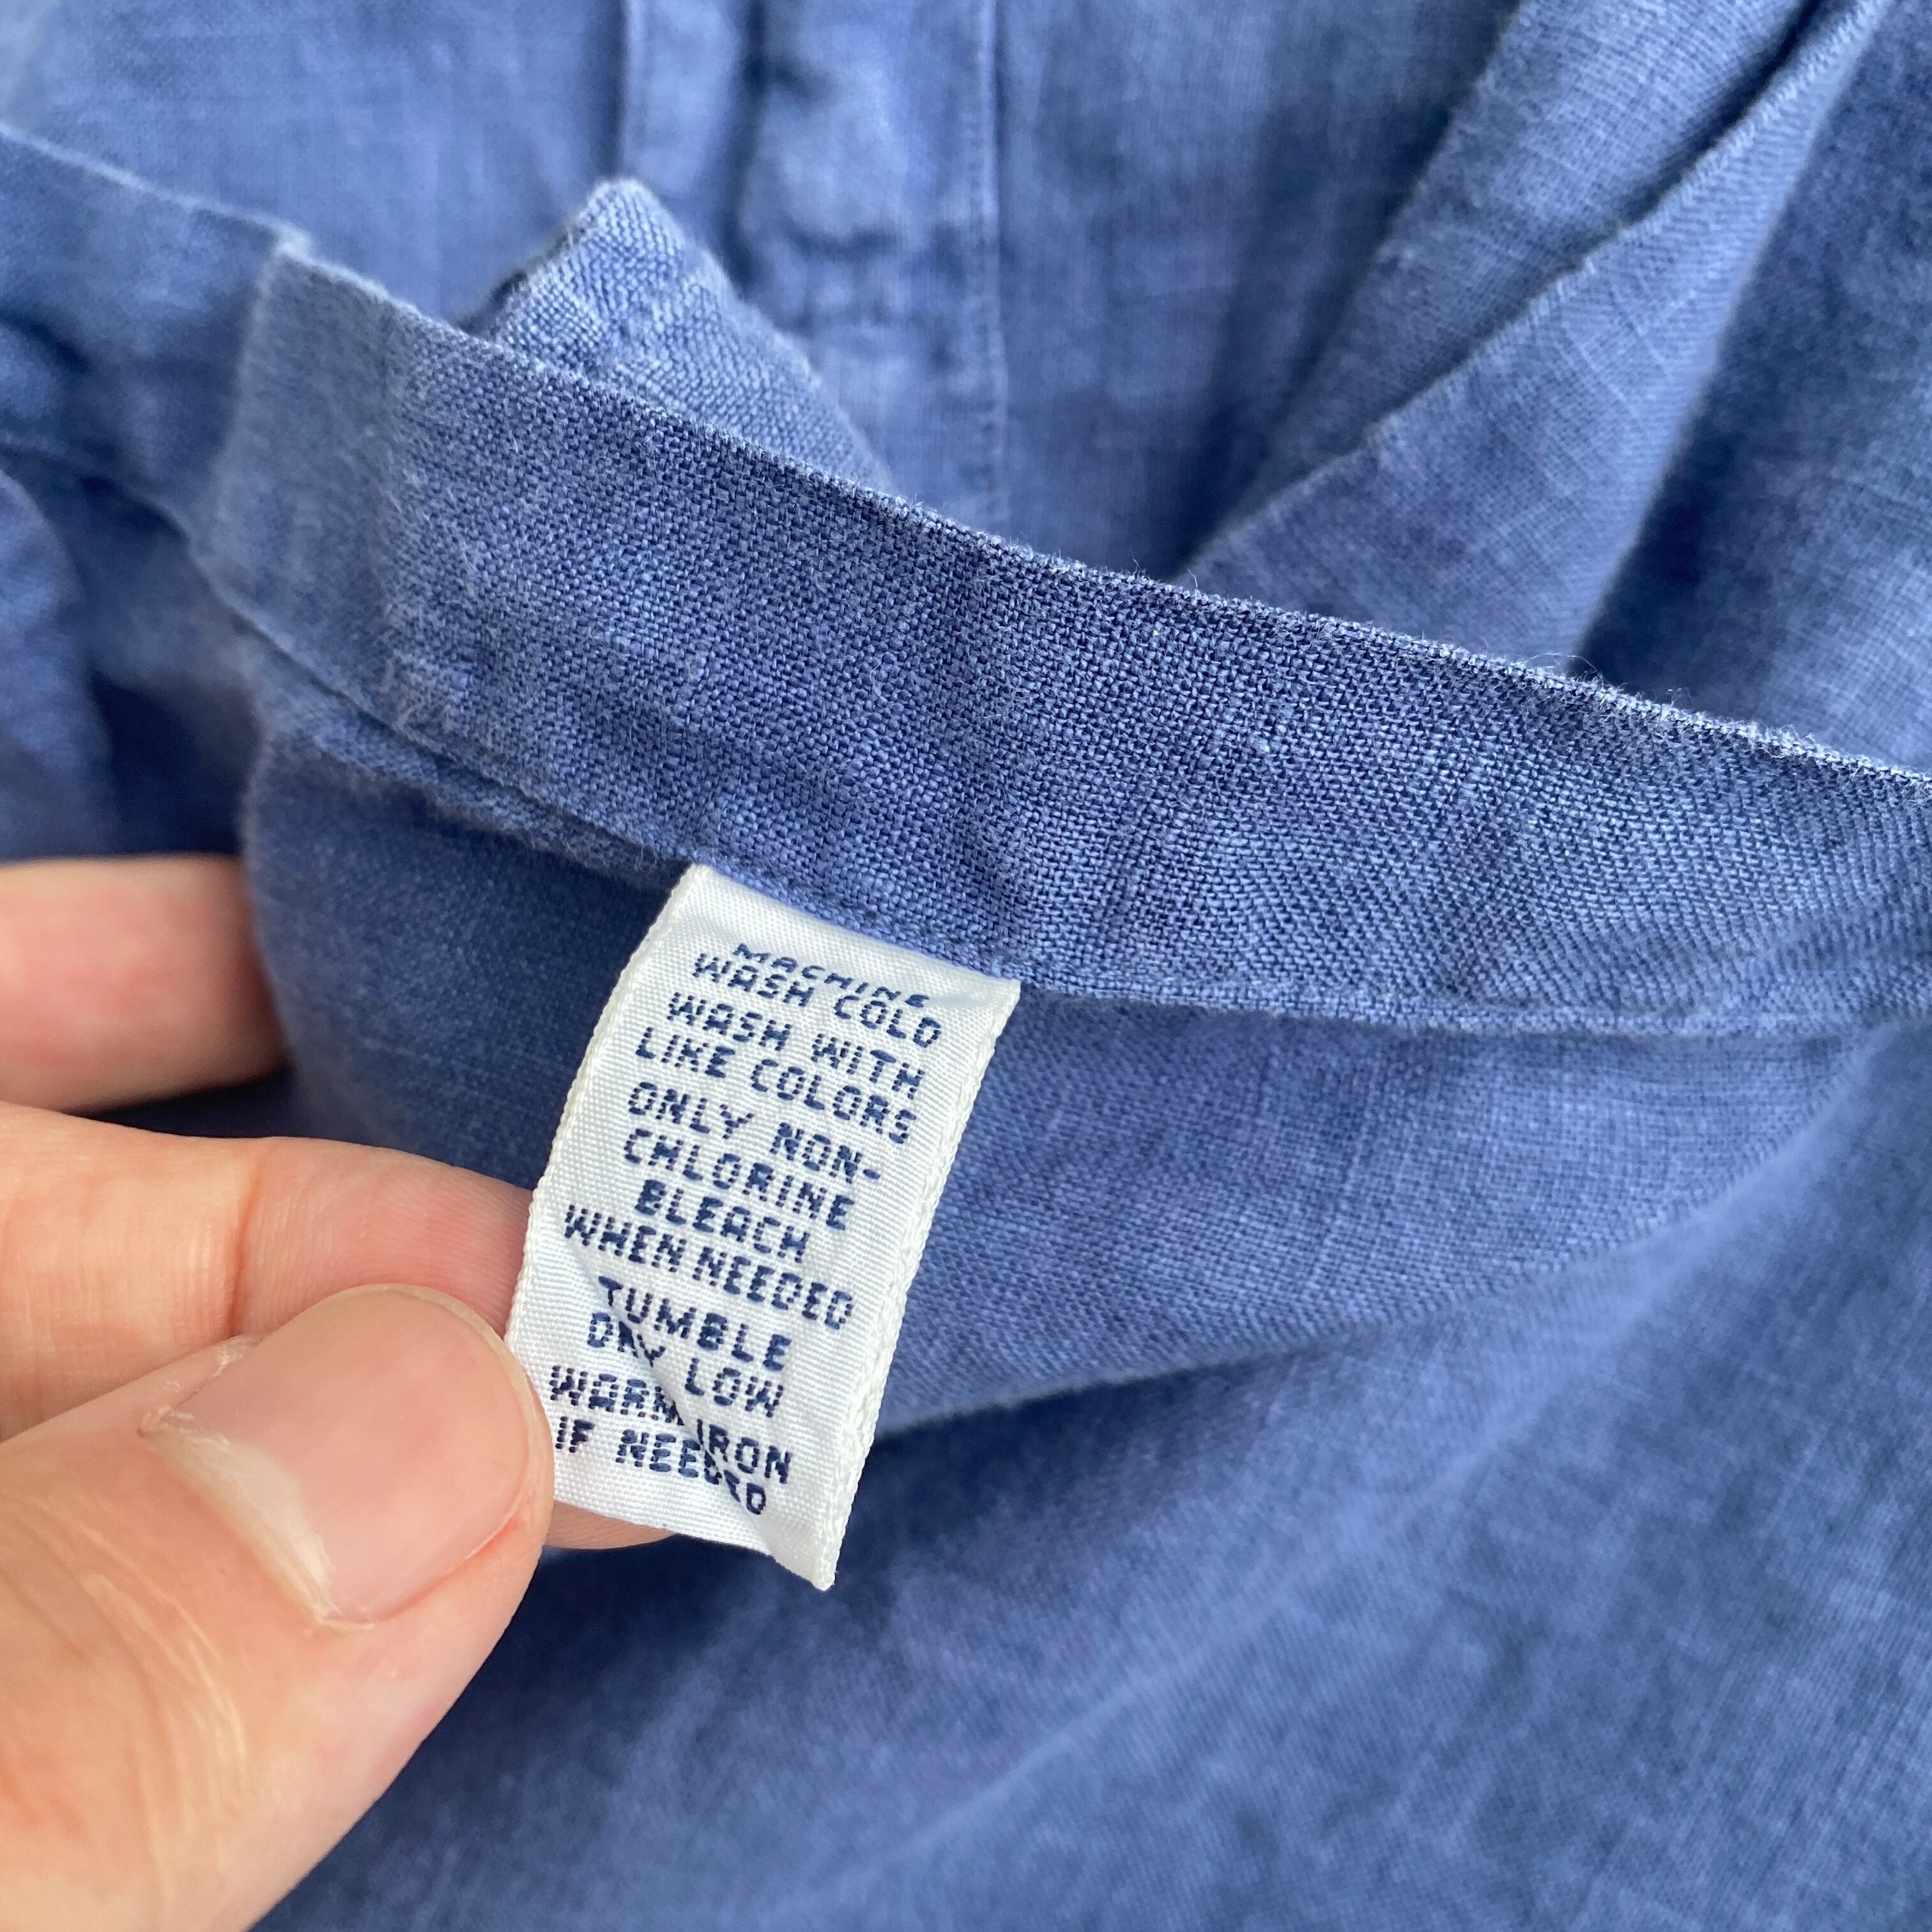 MACHINE
WASH COLD
WASH WITH
LIKE COLORS
ONLY NON-
CHLORINE
BLEACH
WHEN NEEDED
TUMBLE
DRY LOW
WARM IRON
IF NEEDED